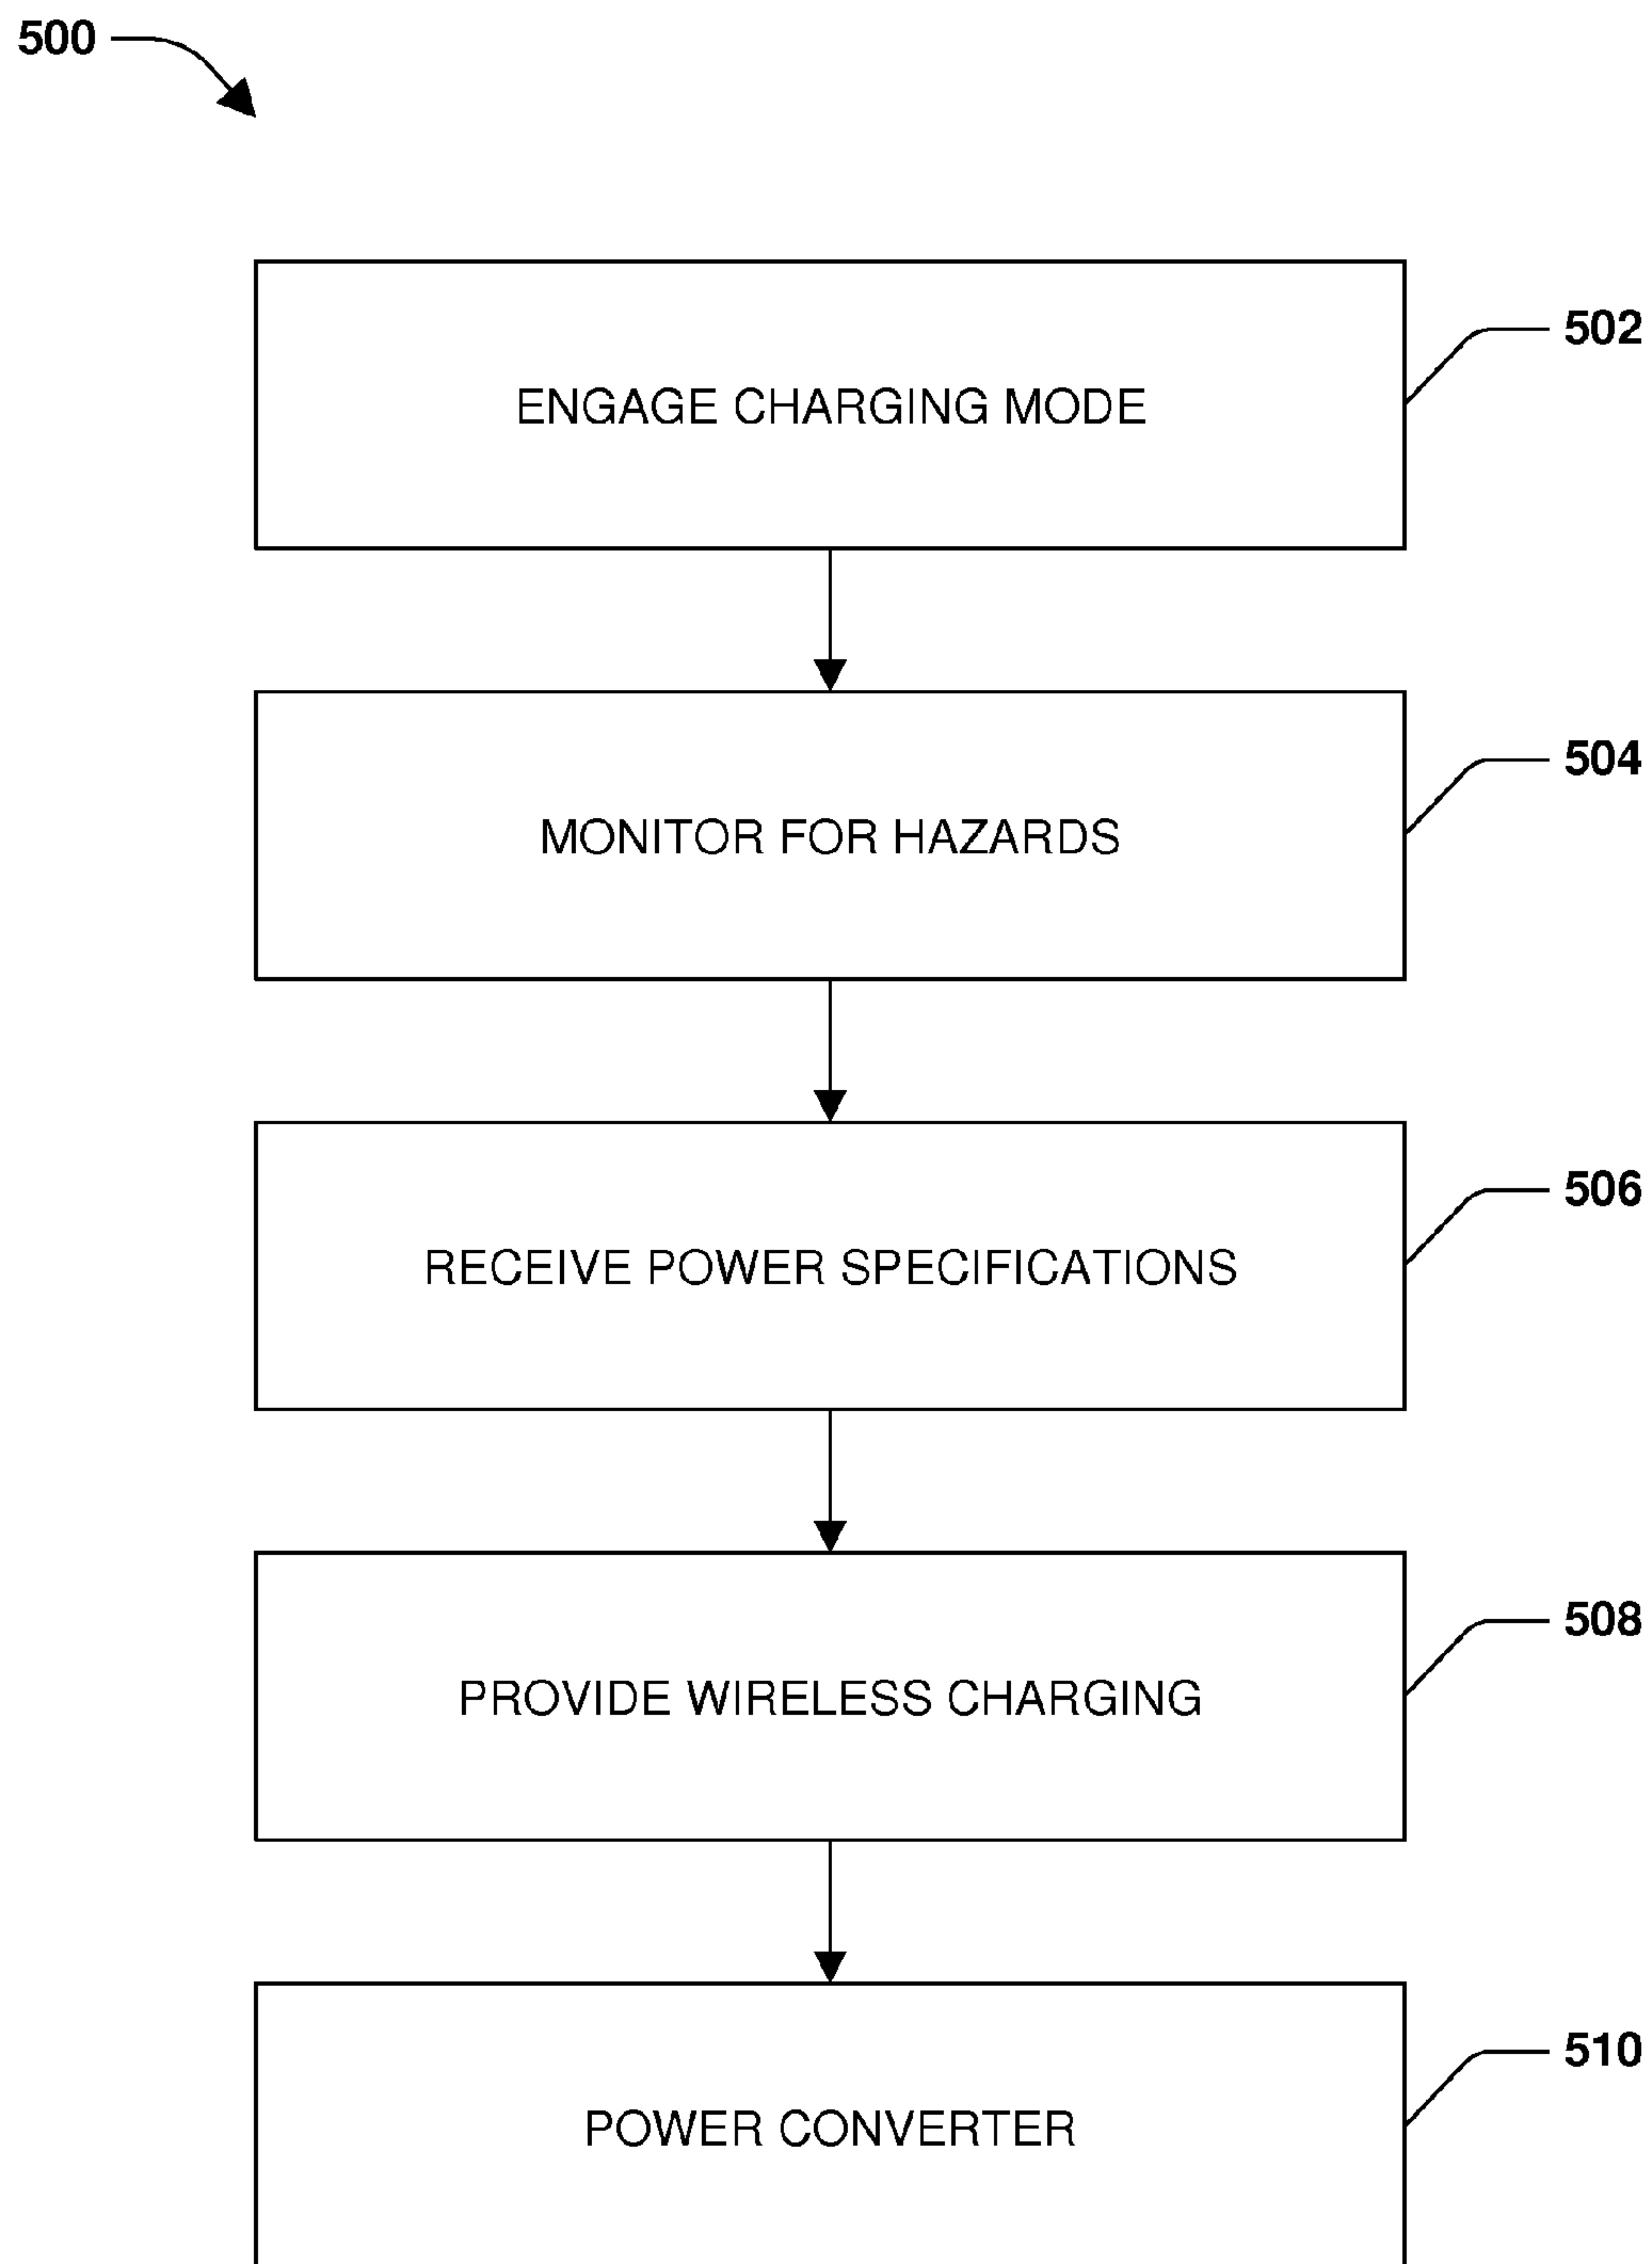 500
ENGAGE CHARGING MODE
502
MONITOR FOR HAZARDS
504
RECEIVE POWER SPECIFICATIONS
506
PROVIDE WIRELESS CHARGING
508
POWER CONVERTER
510